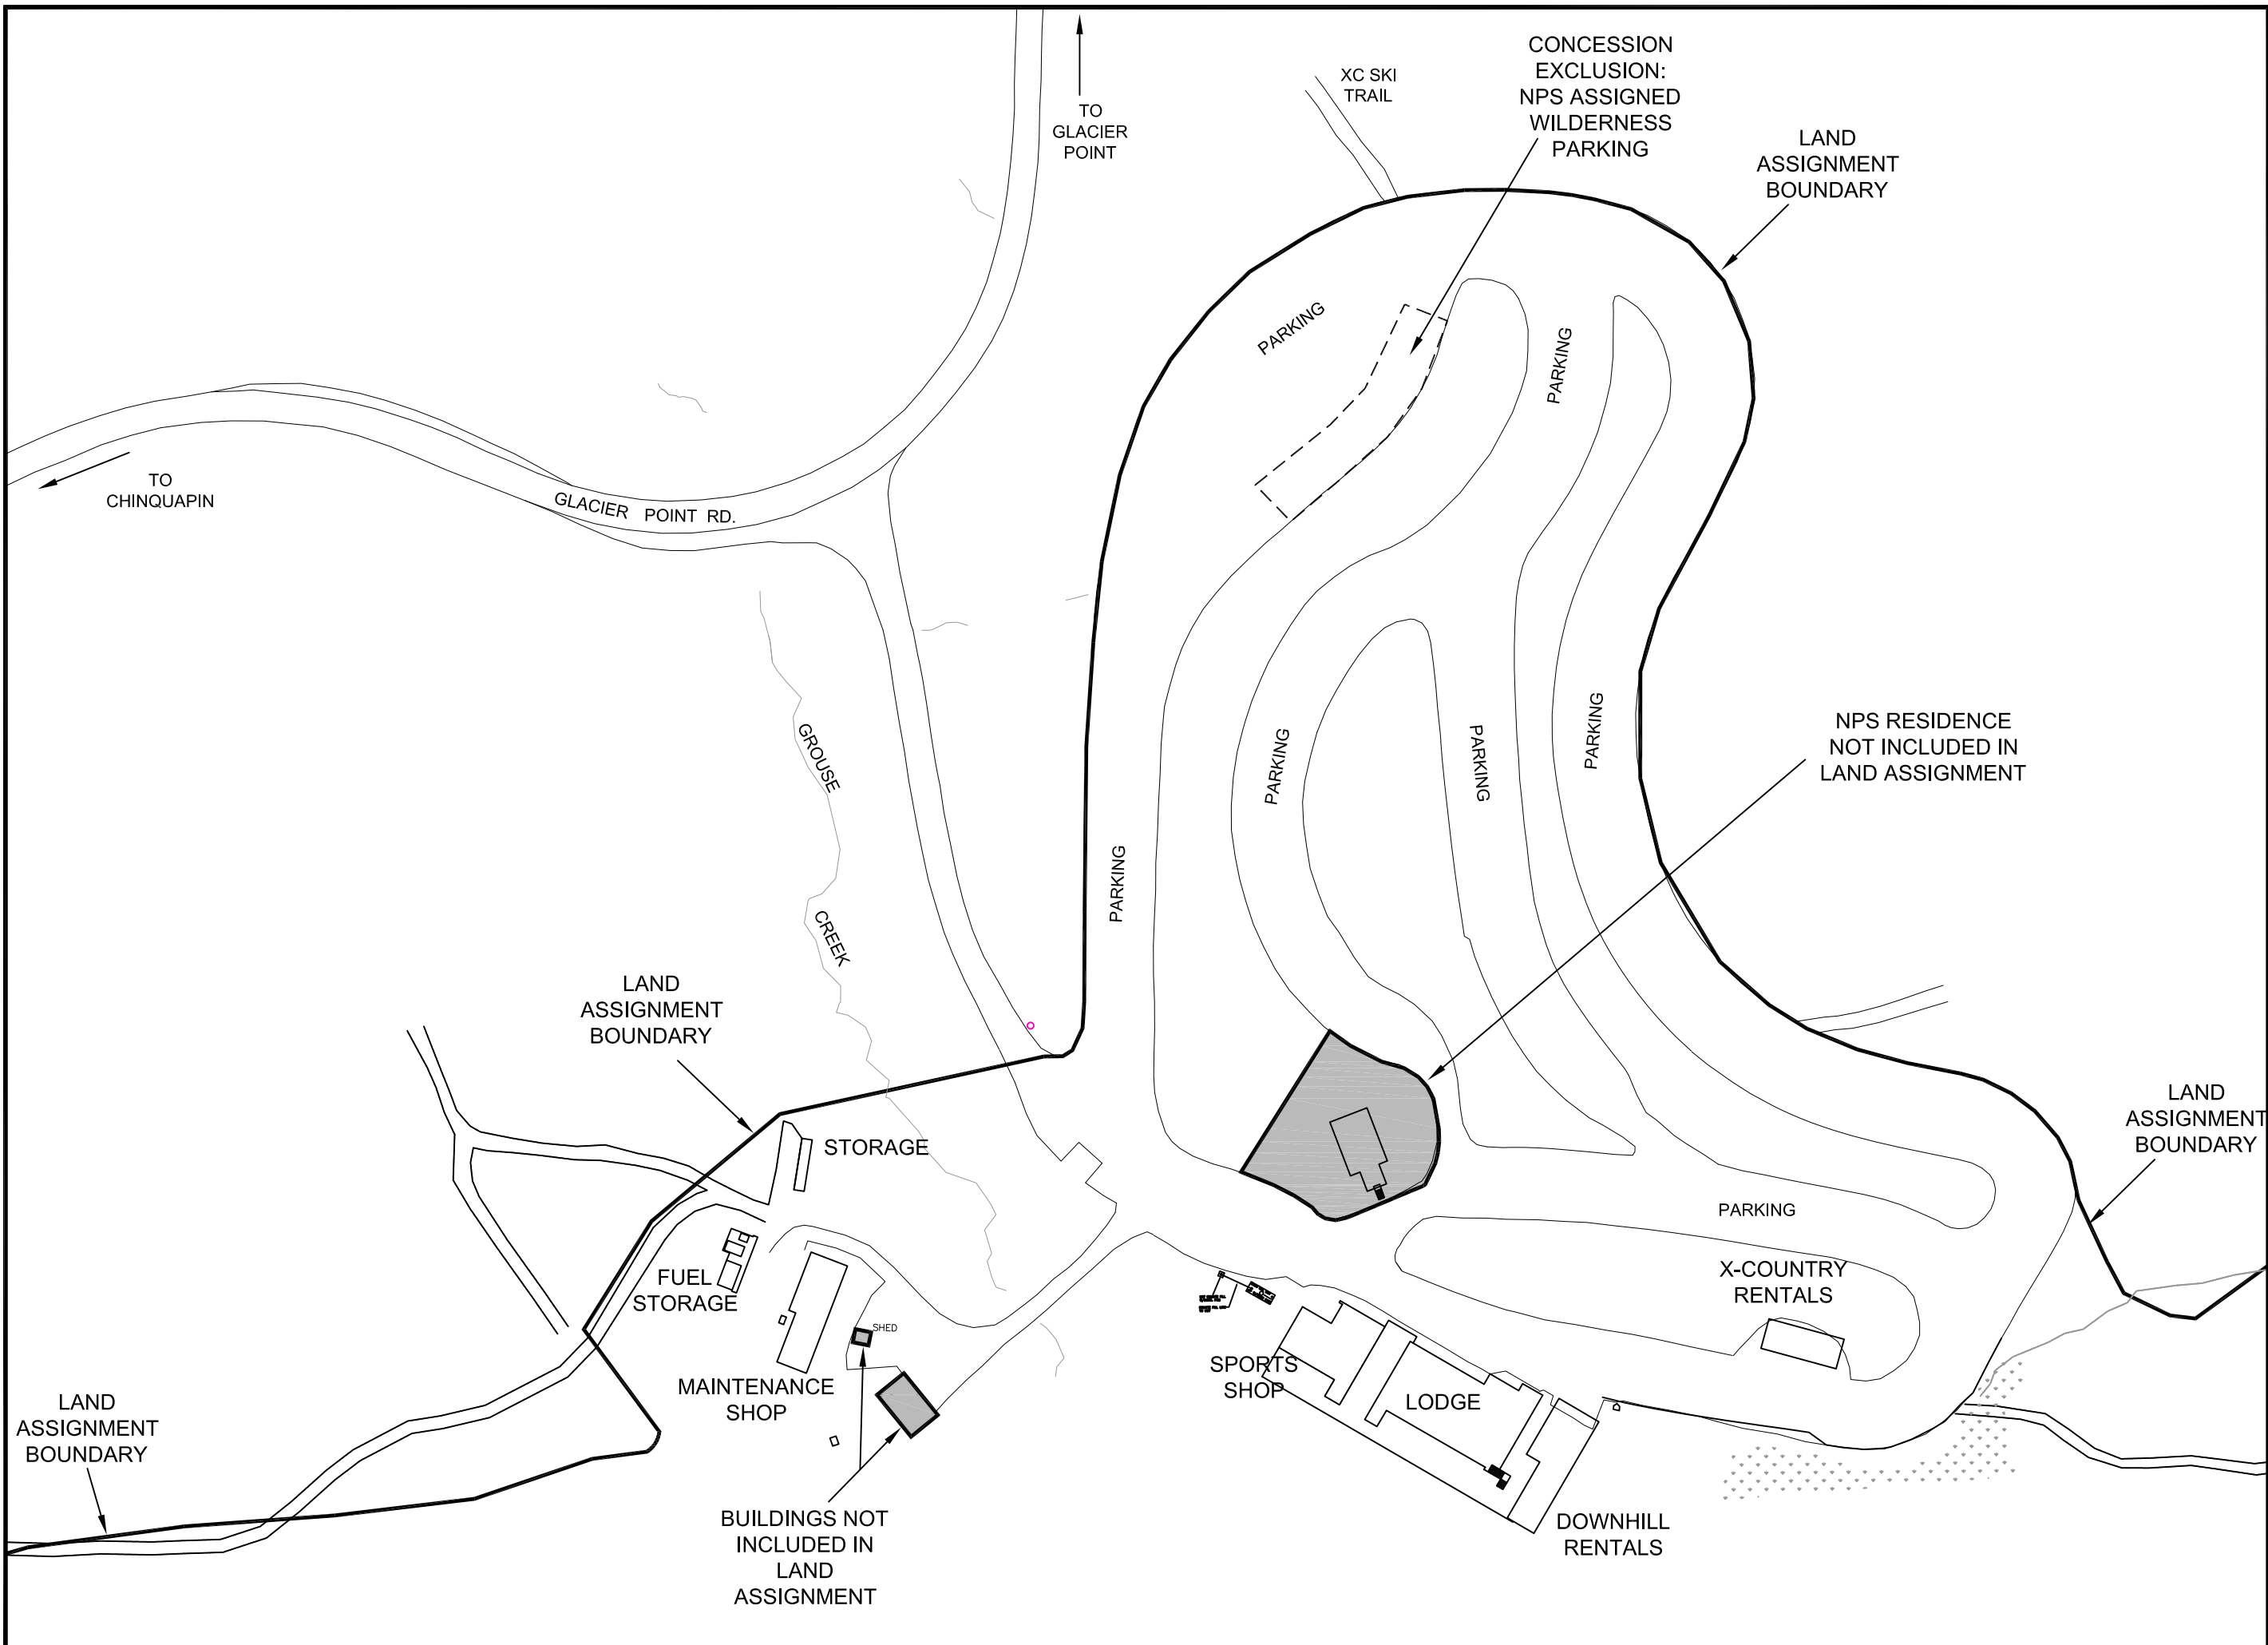 CONCESSION
EXCLUSION:
NPS ASSIGNED
WILDERNESS
PARKING
XC SKI
TRAIL
TO
GLACIER
POINT
LAND
ASSIGNMENT
BOUNDARY
PARKING
PARKING
TO
CHINQUAPIN
GLACIER POINT RD.
GROUSE
CREEK
PARKING
PARKING
PARKING
PARKING
NPS RESIDENCE
NOT INCLUDED IN
LAND ASSIGNMENT
LAND
ASSIGNMENT
BOUNDARY
LAND
ASSIGNMENT
BOUNDARY
STORAGE
PARKING
FUEL
STORAGE
X-COUNTRY
RENTALS
SHED
MAINTENANCE
SHOP
SPORTS
SHOP
LODGE
LAND
ASSIGNMENT
BOUNDARY
BUILDINGS NOT
INCLUDED IN
LAND
ASSIGNMENT
DOWNHILL
RENTALS